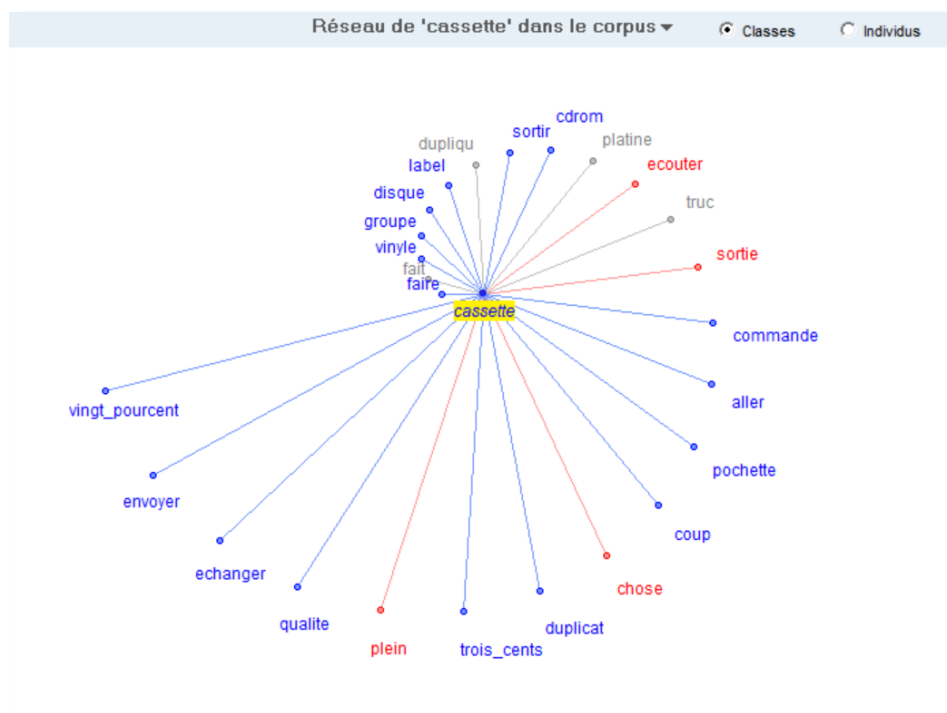 Réseau de 'cassette' dans le corpus
Classes
Individus
cdrom
sortir
platine
dupliqu
ecouter
label
disque
truc
groupe
vinyle
sortie
fait
faire
cassette
commande
aller
vingt_pourcent
pochette
envoyer
coup
echanger
chose
qualite
duplicat
plein
trois_cents